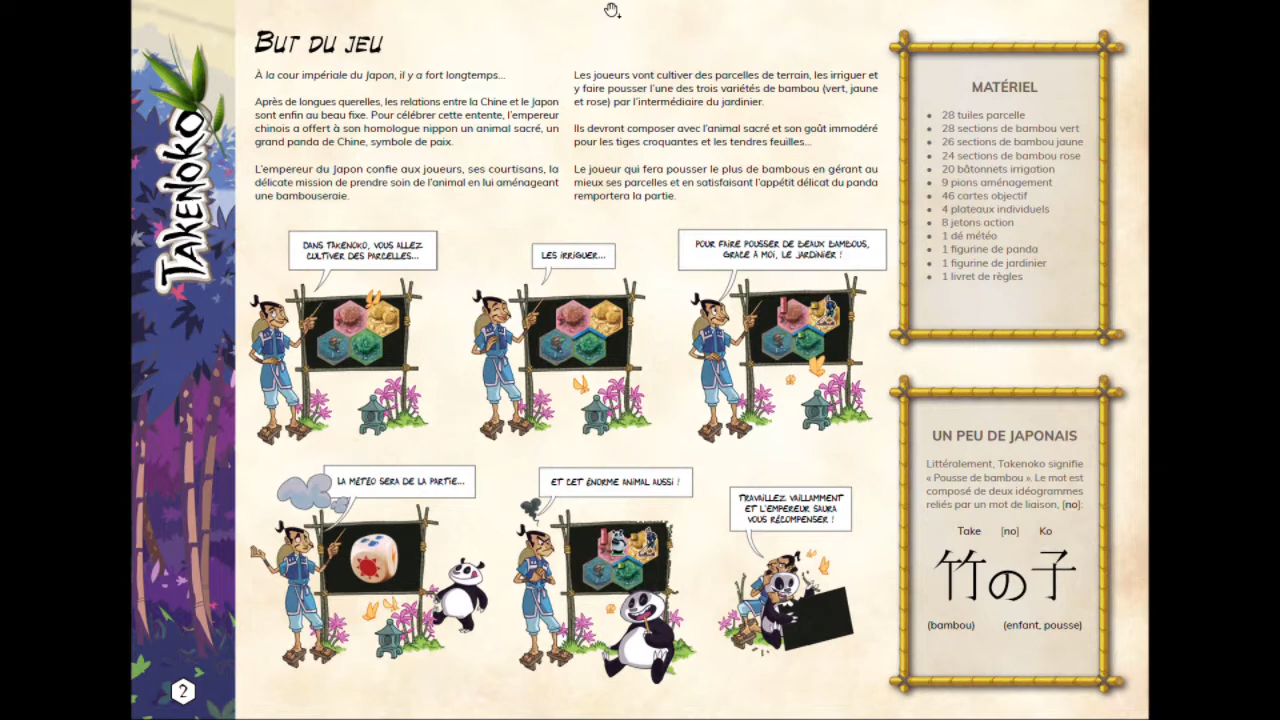 TAKENOKO
BUT DU JEU
À la cour impériale du Japon, il y a fort longtemps...
Après de longues querelles, les relations entre la Chine et le Japon
sont enfin au beau fixe. Pour célébrer cette entente, l'empereur
chinois a offert à son homologue nippon un animal sacré, un
grand panda de Chine, symbole de paix.
L'empereur du Japon confie aux joueurs, ses courtisans, la
délicate mission de prendre soin de l'animal en lui aménageant
une bambouseraie.
Les joueurs vont cultiver des parcelles de terrain, les irriguer et
y faire pousser l'une des trois variétés de bambou (vert, jaune
et rose) par l'intermédiaire du jardinier.
Ils devront composer avec l'animal sacré et son goût immodéré
pour les tiges croquantes et les tendres feuilles...
Le joueur qui fera pousser le plus de bambous en gérant au
mieux ses parcelles et en satisfaisant l'appétit délicat du panda
remportera la partie.
DANS TAKENOKO, VOUS ALLEZ
CULTIVER DES PARCELLES...
LES IRRIGUER...
POUR FAIRE POUSSER DE BEAUX BAMBOUS,
GRACE À MOI, LE JARDINIER !
LA MÉTÉO SERA DE LA PARTIE...
ET CET ÉNORME ANIMAL AUSSI !
TRAVAILLEZ VAILLAMMENT
ET L'EMPEREUR SAURA
VOUS RÉCOMPENSER !
MATÉRIEL
• 28 tuiles parcelle
• 28 sections de bambou vert
• 26 sections de bambou jaune
• 24 sections de bambou rose
• 20 bâtonnets irrigation
• 9 pions aménagement
• 46 cartes objectif
• 4 plateaux individuels
• 8 jetons action
• 1 dé météo
• 1 figurine de panda
• 1 figurine de jardinier
• 1 livret de règles
UN PEU DE JAPONAIS
Littéralement, Takenoko signifie
« Pousse de bambou ». Le mot est
composé de deux idéogrammes
reliés par un mot de liaison, [no]:
Take [no] Ko
竹の子
(bambou) (enfant, pousse)
2